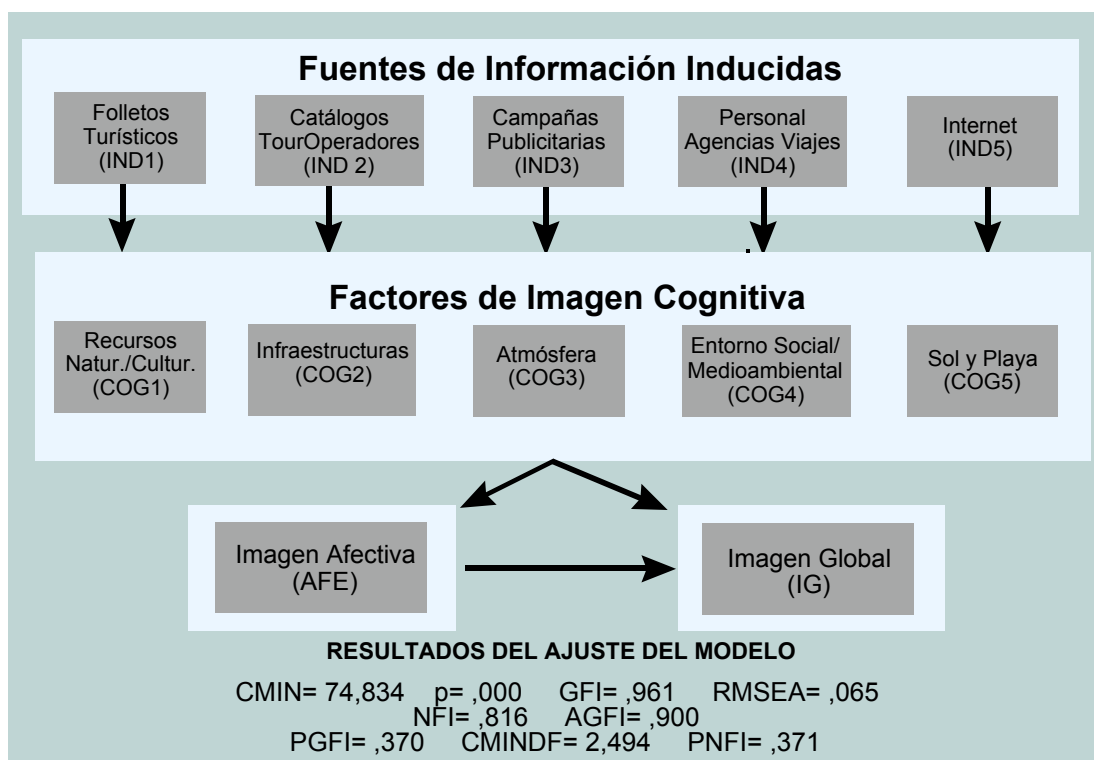 Fuentes de Información Inducidas
Folletos
Turísticos
(IND1)
Catálogos
TourOperadores
(IND 2)
Campañas
Publicitarias
(IND3)
Personal
Agencias Viajes
(IND4)
Internet
(IND5)
Factores de Imagen Cognitiva
Recursos
Natur./Cultur.
(COG1)
Infraestructuras
(COG2)
Atmósfera
(COG3)
Entorno Social/
Medioambiental
(COG4)
Sol y Playa
(COG5)
Imagen Afectiva
(AFE)
Imagen Global
(IG)
RESULTADOS DEL AJUSTE DEL MODELO
CMIN= 74,834 p= ,000 GFI= ,961 RMSEA= ,065
NFI= ,816 AGFI= ,900
PGFI= ,370 CMINDF= 2,494 PNFI= ,371